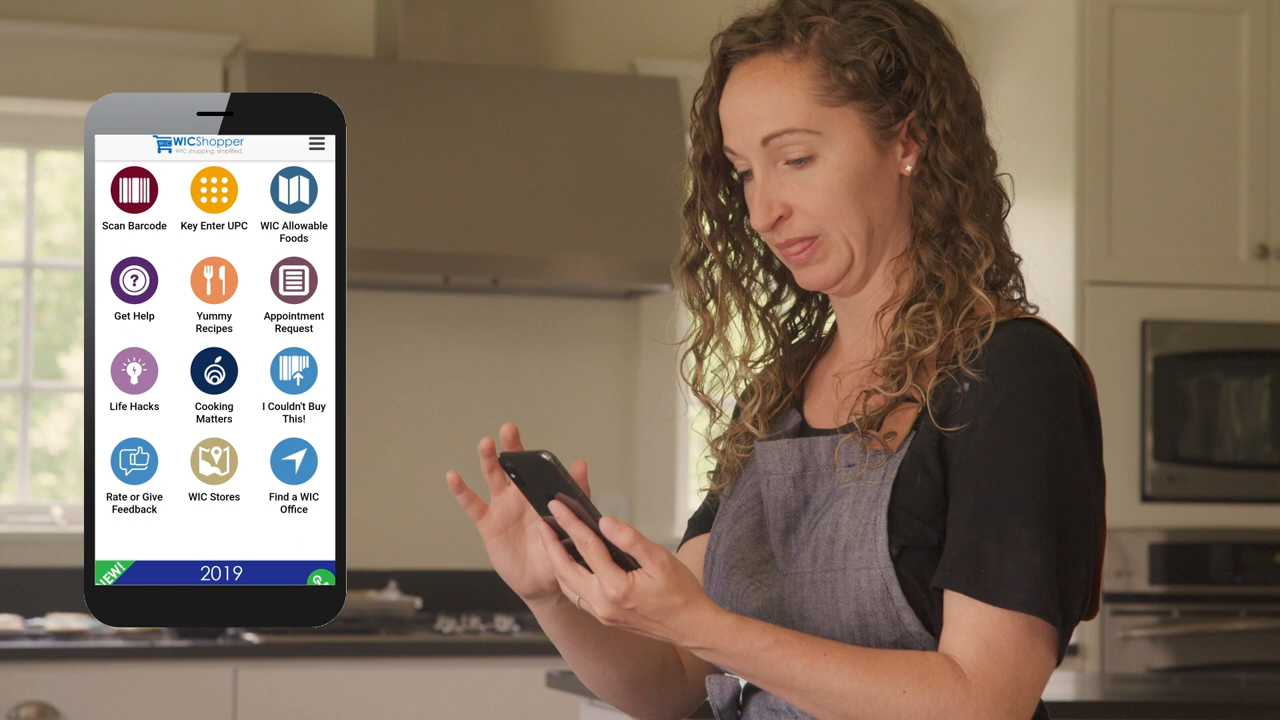 WIC
WICShopper
WIC shopping, simplified.
Scan Barcode
Key Enter UPC
WIC Allowable
Foods
?
Get Help
Yummy
Recipes
Appointment
Request
Life Hacks
Cooking
Matters
I Couldn't Buy
This!
Rate or Give
Feedback
WIC Stores
Find a WIC
Office
NEW!
2019